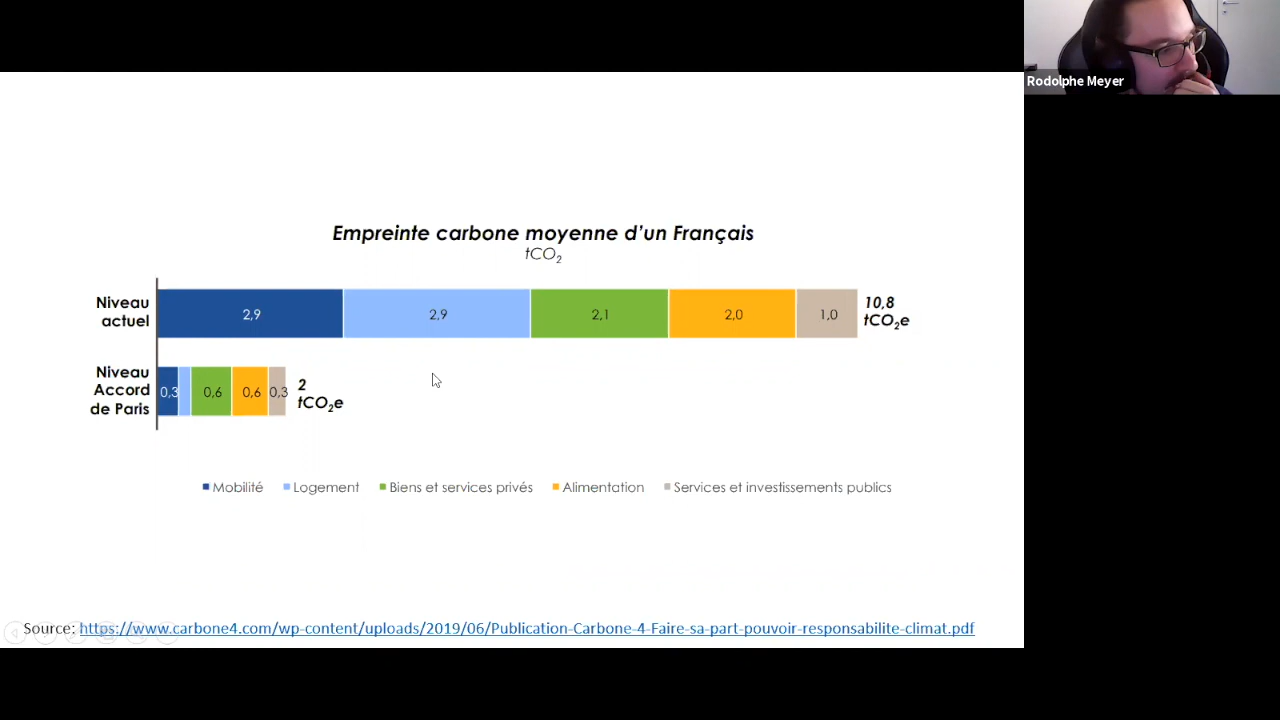 Rodolphe Meyer
Empreinte carbone moyenne d'un Français
tCO2
Niveau
actuel
2,9 2,9 2,1 2,0 1,0
10,8
tCO2e
Niveau
Accord
de Paris
0,3 0,6 0,6 0,3
2
tCO2e
Mobilité Logement Biens et services privés Alimentation Services et investissements publics
Source: https://www.carbone4.com/wp-content/uploads/2019/06/Publication-Carbone-4-Faire-sa-part-pouvoir-responsabilite-climat.pdf